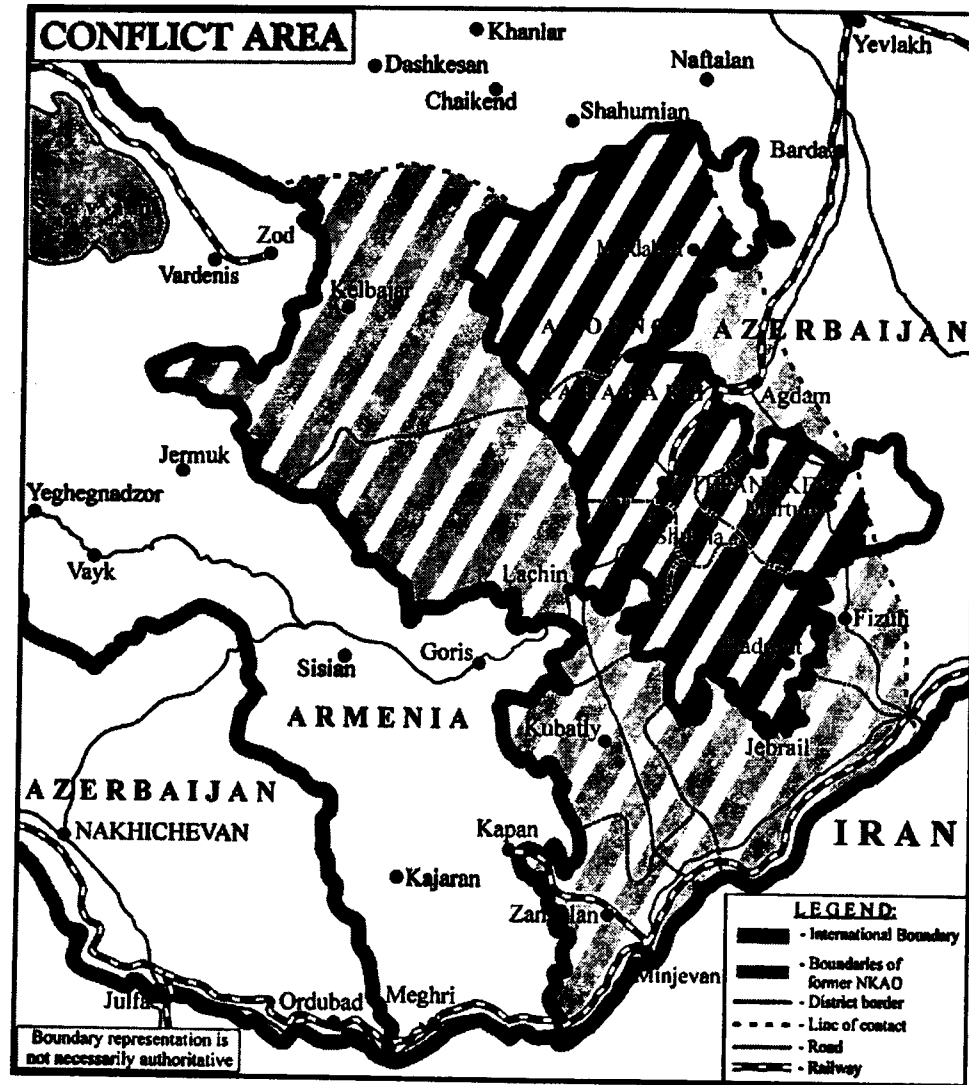 CONFLICT AREA
Khanlar
Yevlakh
Dashkesan
Naftalan
Chaikend
Shahumian
Barda
Zod
Vardenis
Kelbajar
AZERBAIJAN
Agdam
Jermuk
Yeghegnadzor
Vayk
Lachin
Fizuli
Sisian
Goris
ARMENIA
Kubatly
Jebrail
AZERBAIJAN
NAKHICHEVAN
Kapan
IRAN
Kajaran
LEGEND:
- International Boundary
- Boundaries of
former NKAO
- District border
- Line of contact
- Road
- Railway
Minjevan
Julfa
Ordubad
Meghri
Boundary representation is
not necessarily authoritative